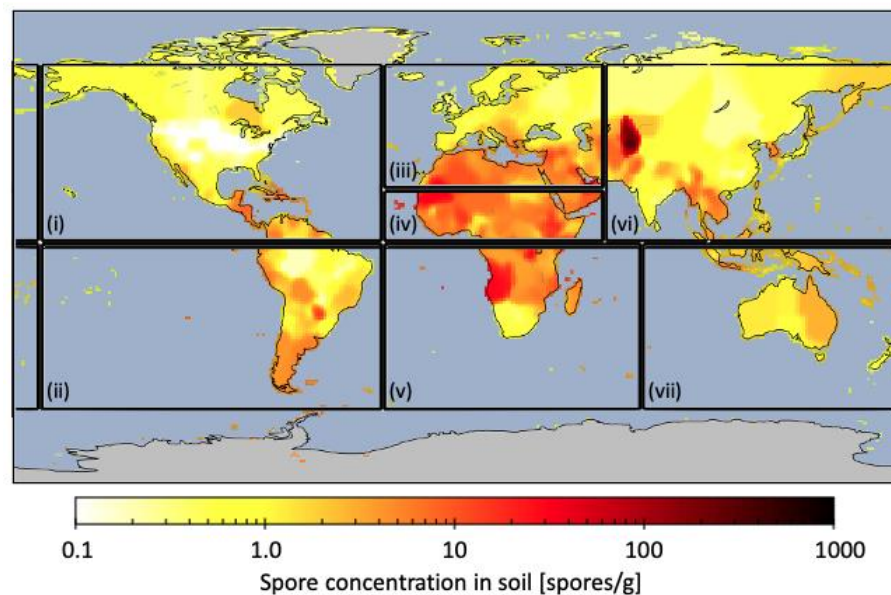 (iii)
(i) (iv) (vi)
(ii) (v) (vii)
0.1 1.0 10 100 1000
Spore concentration in soil [spores/g]